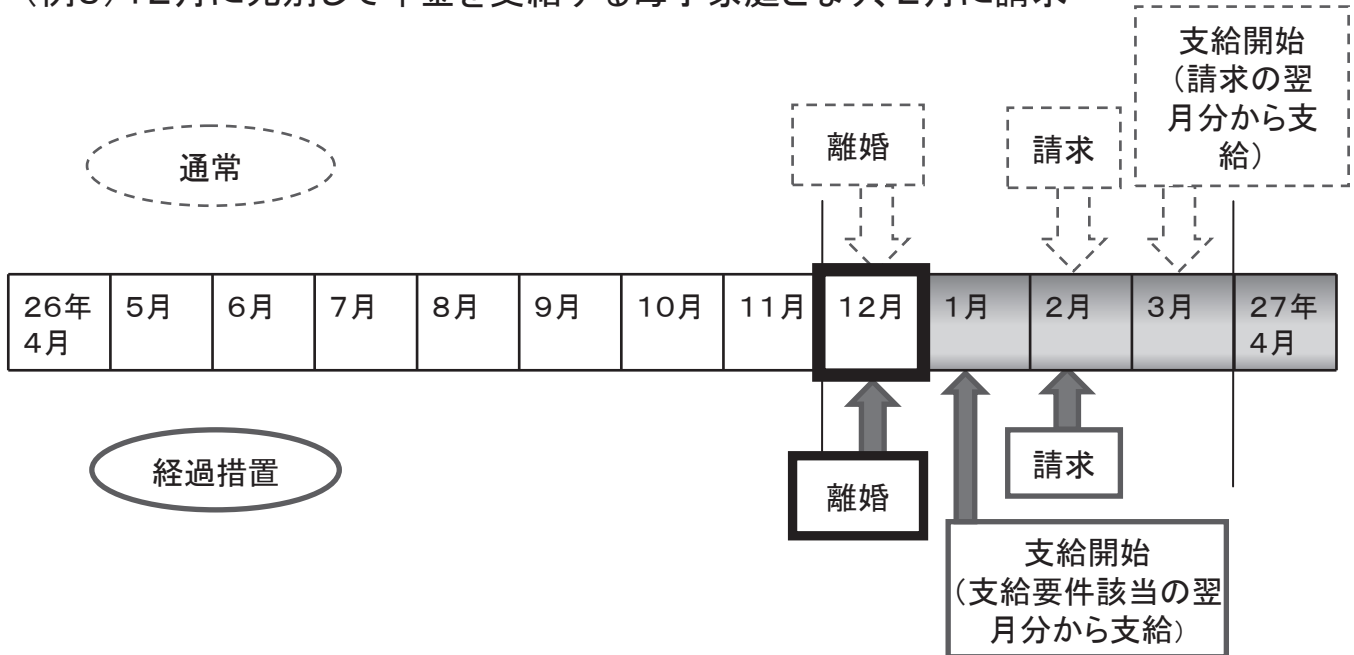 支給開始
（請求の翌
月分から支
給）
離婚
請求
通常
26年
4月
5月
6月
7月
8月
9月
10月
11月
12月
1月
2月
3月
27年
4月
経過措置
離婚
請求
支給開始
（支給要件該当の翌
月分から支給）